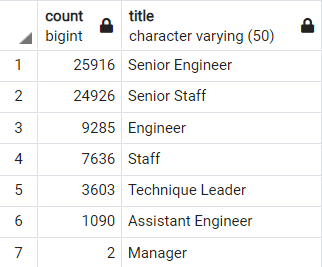 count title
bigint character varying (50)
1 25916 Senior Engineer
2 24926 Senior Staff
3 9285 Engineer
4 7636 Staff
5 3603 Technique Leader
6 1090 Assistant Engineer
7 2 Manager